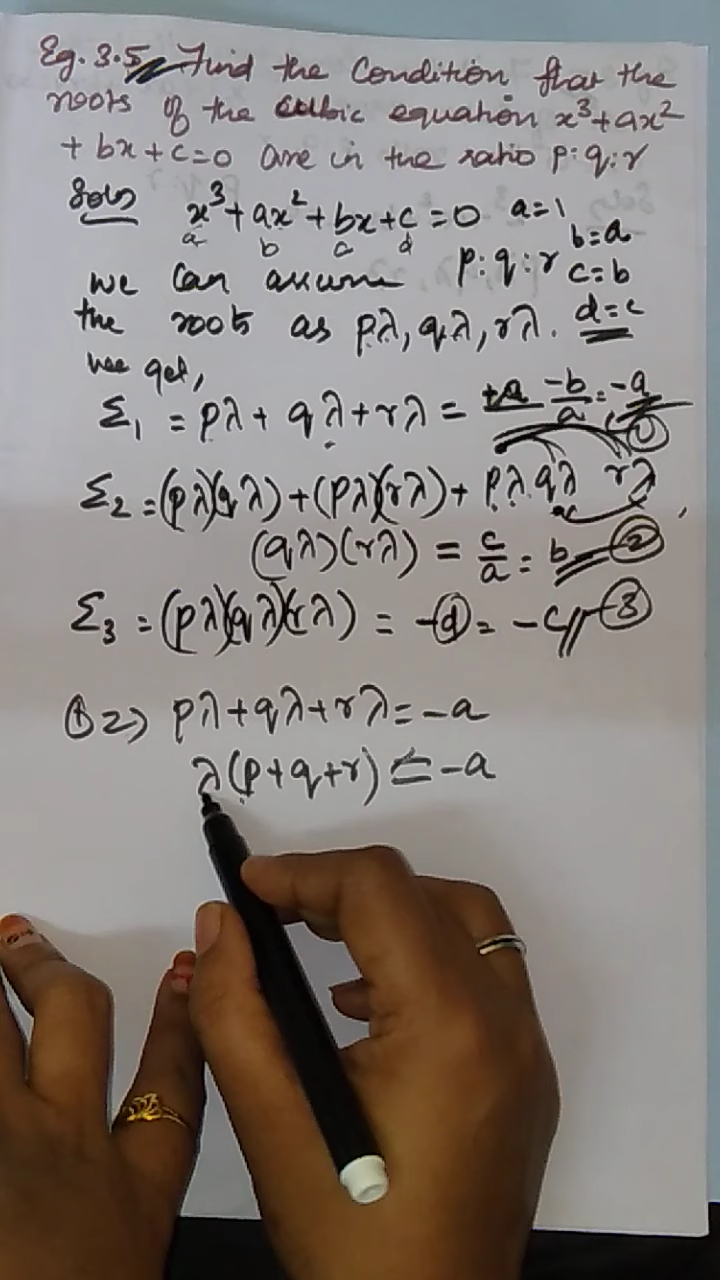 Eg. 3.5 Find the Condition that the
roots of the cubic equation x³+ax²
+ bx + c = 0 are in the ratio p:q:r
Soln x³+ax²+bx+c=0 a=1
a b c d b=a
we can assume p:q:r c=b
the roots as pλ, qλ, rλ. d=c
we get,
Σ₁ = pλ + qλ + rλ = -b/a = -a ①
Σ₂ = (pλ)(qλ)+(pλ)(rλ)+ pλ qλ rλ
(qλ)(rλ) = c/a = b ②
Σ₃ = (pλ)(qλ)(rλ) = -d = -c ③
① => pλ+qλ+rλ = -a
λ(p+q+r) = -a